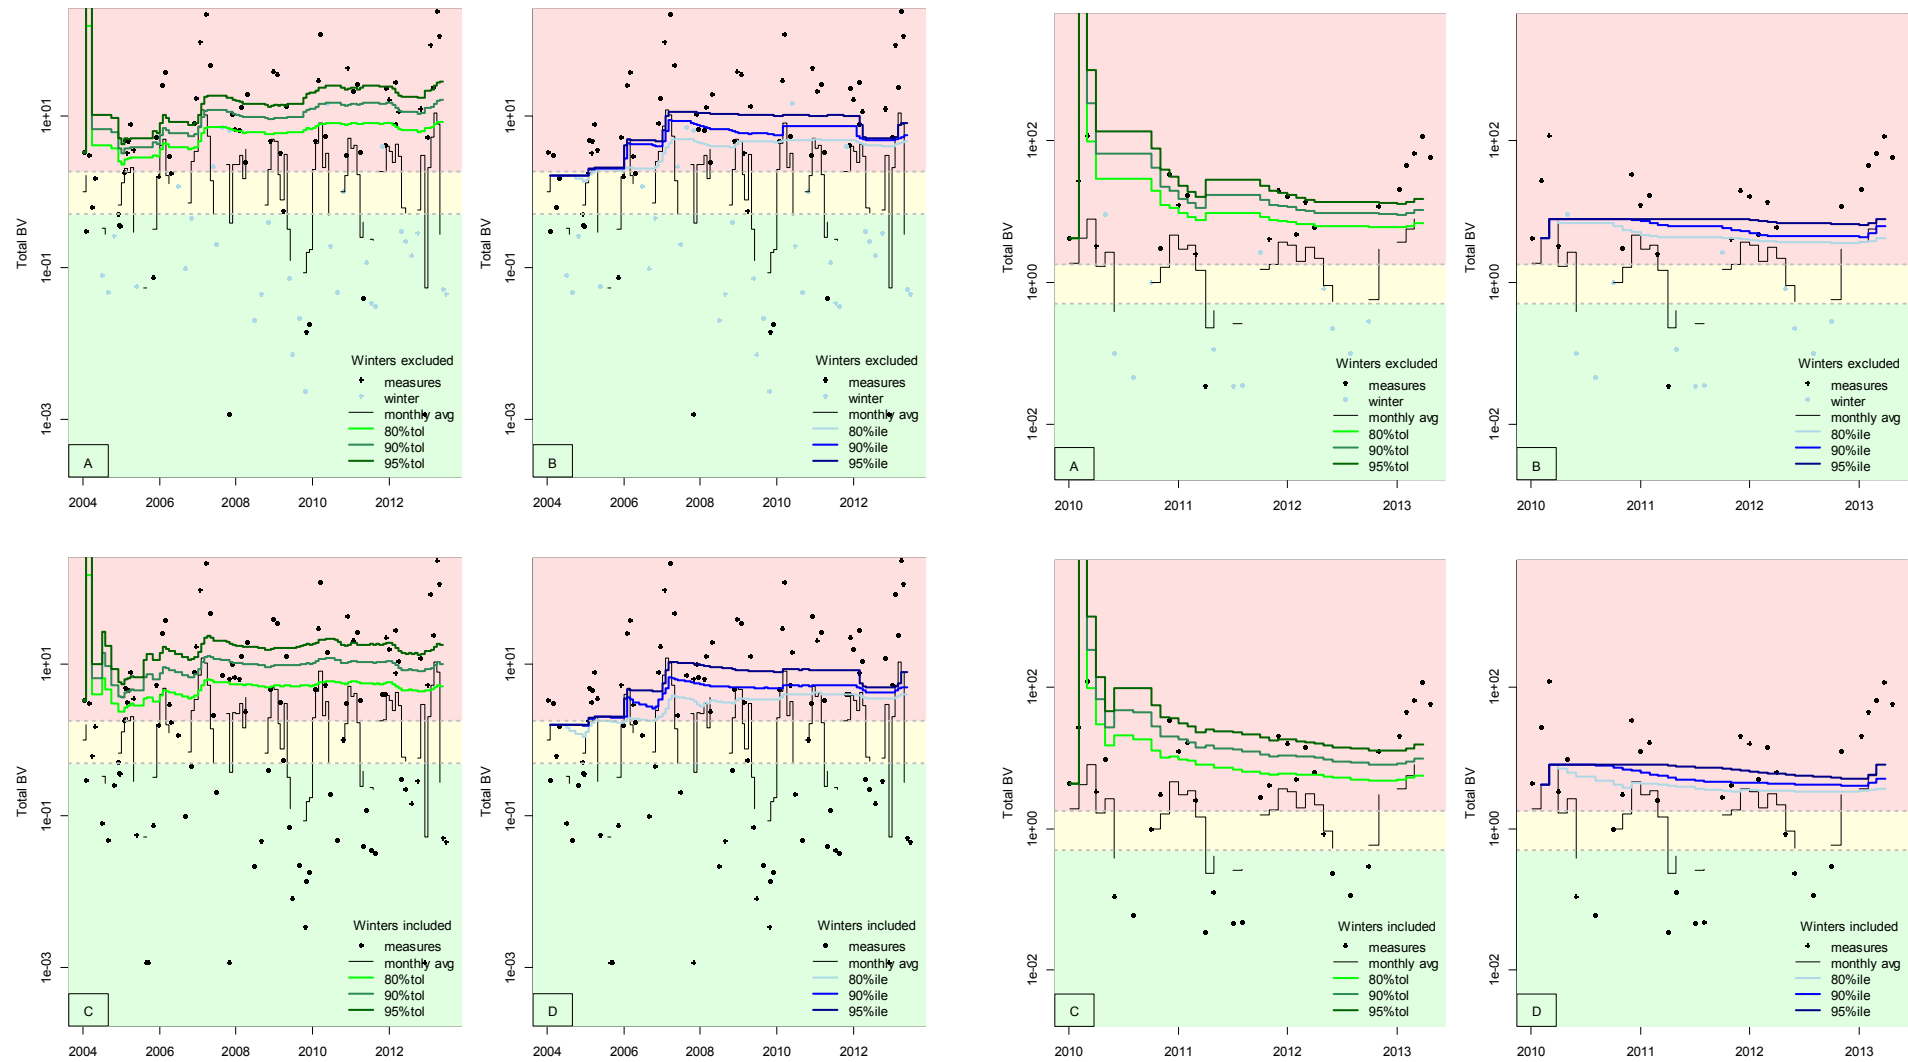 Total BV
1e+01
1e-01
1e-03
Winters excluded
measures
winter
monthly avg
80%tol
90%tol
95%tol
A
2004 2006 2008 2010 2012
Total BV
1e+01
1e-01
1e-03
Winters excluded
measures
winter
monthly avg
80%ile
90%ile
95%ile
B
2004 2006 2008 2010 2012
Total BV
1e+02
1e+00
1e-02
Winters excluded
measures
winter
monthly avg
80%tol
90%tol
95%tol
A
2010 2011 2012 2013
Total BV
1e+02
1e+00
1e-02
Winters excluded
measures
winter
monthly avg
80%ile
90%ile
95%ile
B
2010 2011 2012 2013
Total BV
1e+01
1e-01
1e-03
Winters included
measures
monthly avg
80%tol
90%tol
95%tol
C
2004 2006 2008 2010 2012
Total BV
1e+01
1e-01
1e-03
Winters included
measures
monthly avg
80%ile
90%ile
95%ile
D
2004 2006 2008 2010 2012
Total BV
1e+02
1e+00
1e-02
Winters included
measures
monthly avg
80%tol
90%tol
95%tol
C
2010 2011 2012 2013
Total BV
1e+02
1e+00
1e-02
Winters included
measures
monthly avg
80%ile
90%ile
95%ile
D
2010 2011 2012 2013